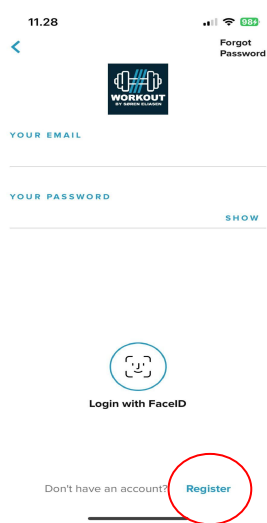 11.28
98+
Forgot
Password
WORKOUT
BY SØREN ELIASEN
YOUR EMAIL
YOUR PASSWORD
SHOW
Login with FaceID
Don't have an account? Register